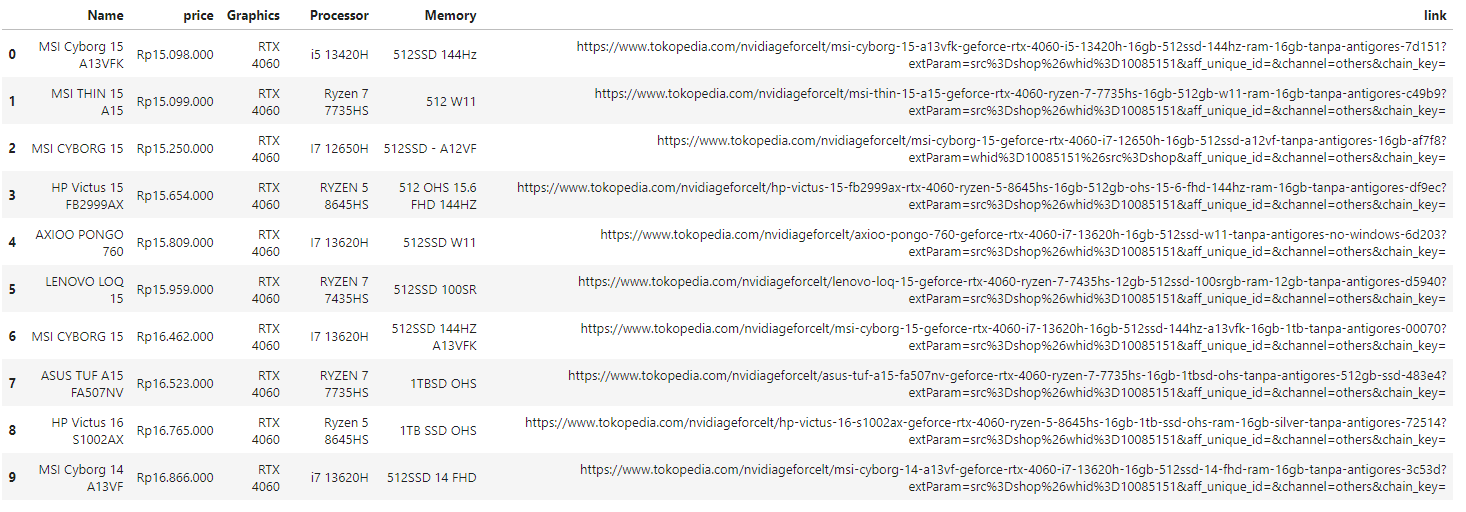 Name price Graphics Processor Memory link
0 MSI Cyborg 15 A13VFK Rp15.098.000 RTX 4060 i5 13420H 512SSD 144Hz https://www.tokopedia.com/nvidiageforcelt/msi-cyborg-15-a13vfk-geforce-rtx-4060-i5-13420h-16gb-512ssd-144hz-ram-16gb-tanpa-antigores-7d151?extParam=src%3Dshop%26whid%3D10085151&aff_unique_id=&channel=others&chain_key=
1 MSI THIN 15 A15 Rp15.099.000 RTX 4060 Ryzen 7 7735HS 512 W11 https://www.tokopedia.com/nvidiageforcelt/msi-thin-15-a15-geforce-rtx-4060-ryzen-7-7735hs-16gb-512gb-w11-ram-16gb-tanpa-antigores-c49b9?extParam=src%3Dshop%26whid%3D10085151&aff_unique_id=&channel=others&chain_key=
2 MSI CYBORG 15 Rp15.250.000 RTX 4060 I7 12650H 512SSD - A12VF https://www.tokopedia.com/nvidiageforcelt/msi-cyborg-15-geforce-rtx-4060-i7-12650h-16gb-512ssd-a12vf-tanpa-antigores-16gb-af7f8?extParam=whid%3D10085151%26src%3Dshop&aff_unique_id=&channel=others&chain_key=
3 HP Victus 15 FB2999AX Rp15.654.000 RTX 4060 RYZEN 5 8645HS 512 OHS 15.6 FHD 144HZ https://www.tokopedia.com/nvidiageforcelt/hp-victus-15-fb2999ax-rtx-4060-ryzen-5-8645hs-16gb-512gb-ohs-15-6-fhd-144hz-ram-16gb-tanpa-antigores-df9ec?extParam=src%3Dshop%26whid%3D10085151&aff_unique_id=&channel=others&chain_key=
4 AXIOO PONGO 760 Rp15.809.000 RTX 4060 I7 13620H 512SSD W11 https://www.tokopedia.com/nvidiageforcelt/axioo-pongo-760-geforce-rtx-4060-i7-13620h-16gb-512ssd-w11-tanpa-antigores-no-windows-6d203?extParam=src%3Dshop%26whid%3D10085151&aff_unique_id=&channel=others&chain_key=
5 LENOVO LOQ 15 Rp15.959.000 RTX 4060 RYZEN 7 7435HS 512SSD 100SR https://www.tokopedia.com/nvidiageforcelt/lenovo-loq-15-geforce-rtx-4060-ryzen-7-7435hs-12gb-512ssd-100srgb-ram-12gb-tanpa-antigores-d5940?extParam=src%3Dshop%26whid%3D10085151&aff_unique_id=&channel=others&chain_key=
6 MSI CYBORG 15 Rp16.462.000 RTX 4060 I7 13620H 512SSD 144HZ A13VFK https://www.tokopedia.com/nvidiageforcelt/msi-cyborg-15-geforce-rtx-4060-i7-13620h-16gb-512ssd-144hz-a13vfk-16gb-1tb-tanpa-antigores-00070?extParam=src%3Dshop%26whid%3D10085151&aff_unique_id=&channel=others&chain_key=
7 ASUS TUF A15 FA507NV Rp16.523.000 RTX 4060 RYZEN 7 7735HS 1TBSD OHS https://www.tokopedia.com/nvidiageforcelt/asus-tuf-a15-fa507nv-geforce-rtx-4060-ryzen-7-7735hs-16gb-1tbsd-ohs-tanpa-antigores-512gb-ssd-483e4?extParam=src%3Dshop%26whid%3D10085151&aff_unique_id=&channel=others&chain_key=
8 HP Victus 16 S1002AX Rp16.765.000 RTX 4060 Ryzen 5 8645HS 1TB SSD OHS https://www.tokopedia.com/nvidiageforcelt/hp-victus-16-s1002ax-geforce-rtx-4060-ryzen-5-8645hs-16gb-1tb-ssd-ohs-ram-16gb-silver-tanpa-antigores-72514?extParam=src%3Dshop%26whid%3D10085151&aff_unique_id=&channel=others&chain_key=
9 MSI Cyborg 14 A13VF Rp16.866.000 RTX 4060 i7 13620H 512SSD 14 FHD https://www.tokopedia.com/nvidiageforcelt/msi-cyborg-14-a13vf-geforce-rtx-4060-i7-13620h-16gb-512ssd-14-fhd-ram-16gb-tanpa-antigores-3c53d?extParam=src%3Dshop%26whid%3D10085151&aff_unique_id=&channel=others&chain_key=